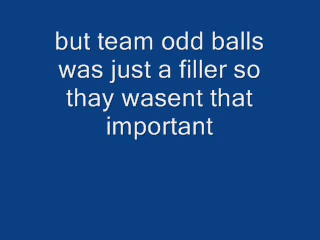 but team odd balls
was just a filler so
thay wasent that
important